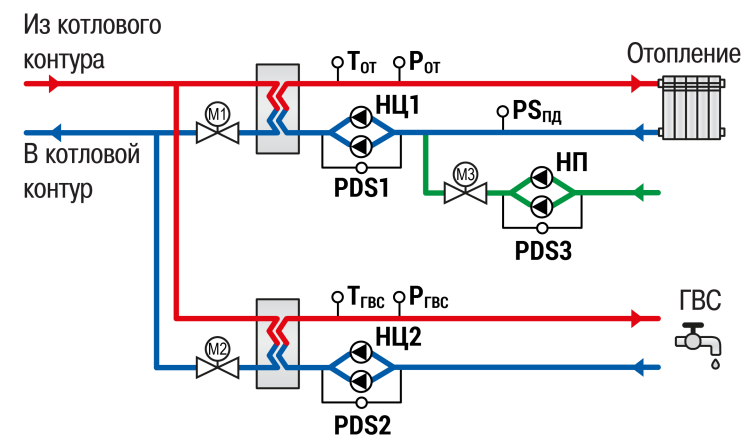 Из котлового
контура
Отопление
Tот
Pот
НЦ1
M1
PSпд
В котловой
контур
PDS1
НП
M3
PDS3
Tгвс
Pгвс
ГВС
НЦ2
M2
PDS2